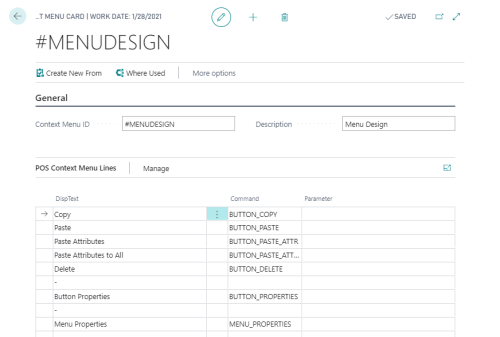 ..T MENU CARD | WORK DATE: 1/28/2021
SAVED
#MENUDESIGN
Create New From Where Used More options
General
Context Menu ID #MENUDESIGN Description Menu Design
POS Context Menu Lines Manage
DispText Command Parameter
Copy BUTTON_COPY
Paste BUTTON_PASTE
Paste Attributes BUTTON_PASTE_ATTR
Paste Attributes to All BUTTON_PASTE_ATT...
Delete BUTTON_DELETE
-
Button Properties BUTTON_PROPERTIES
-
Menu Properties MENU_PROPERTIES